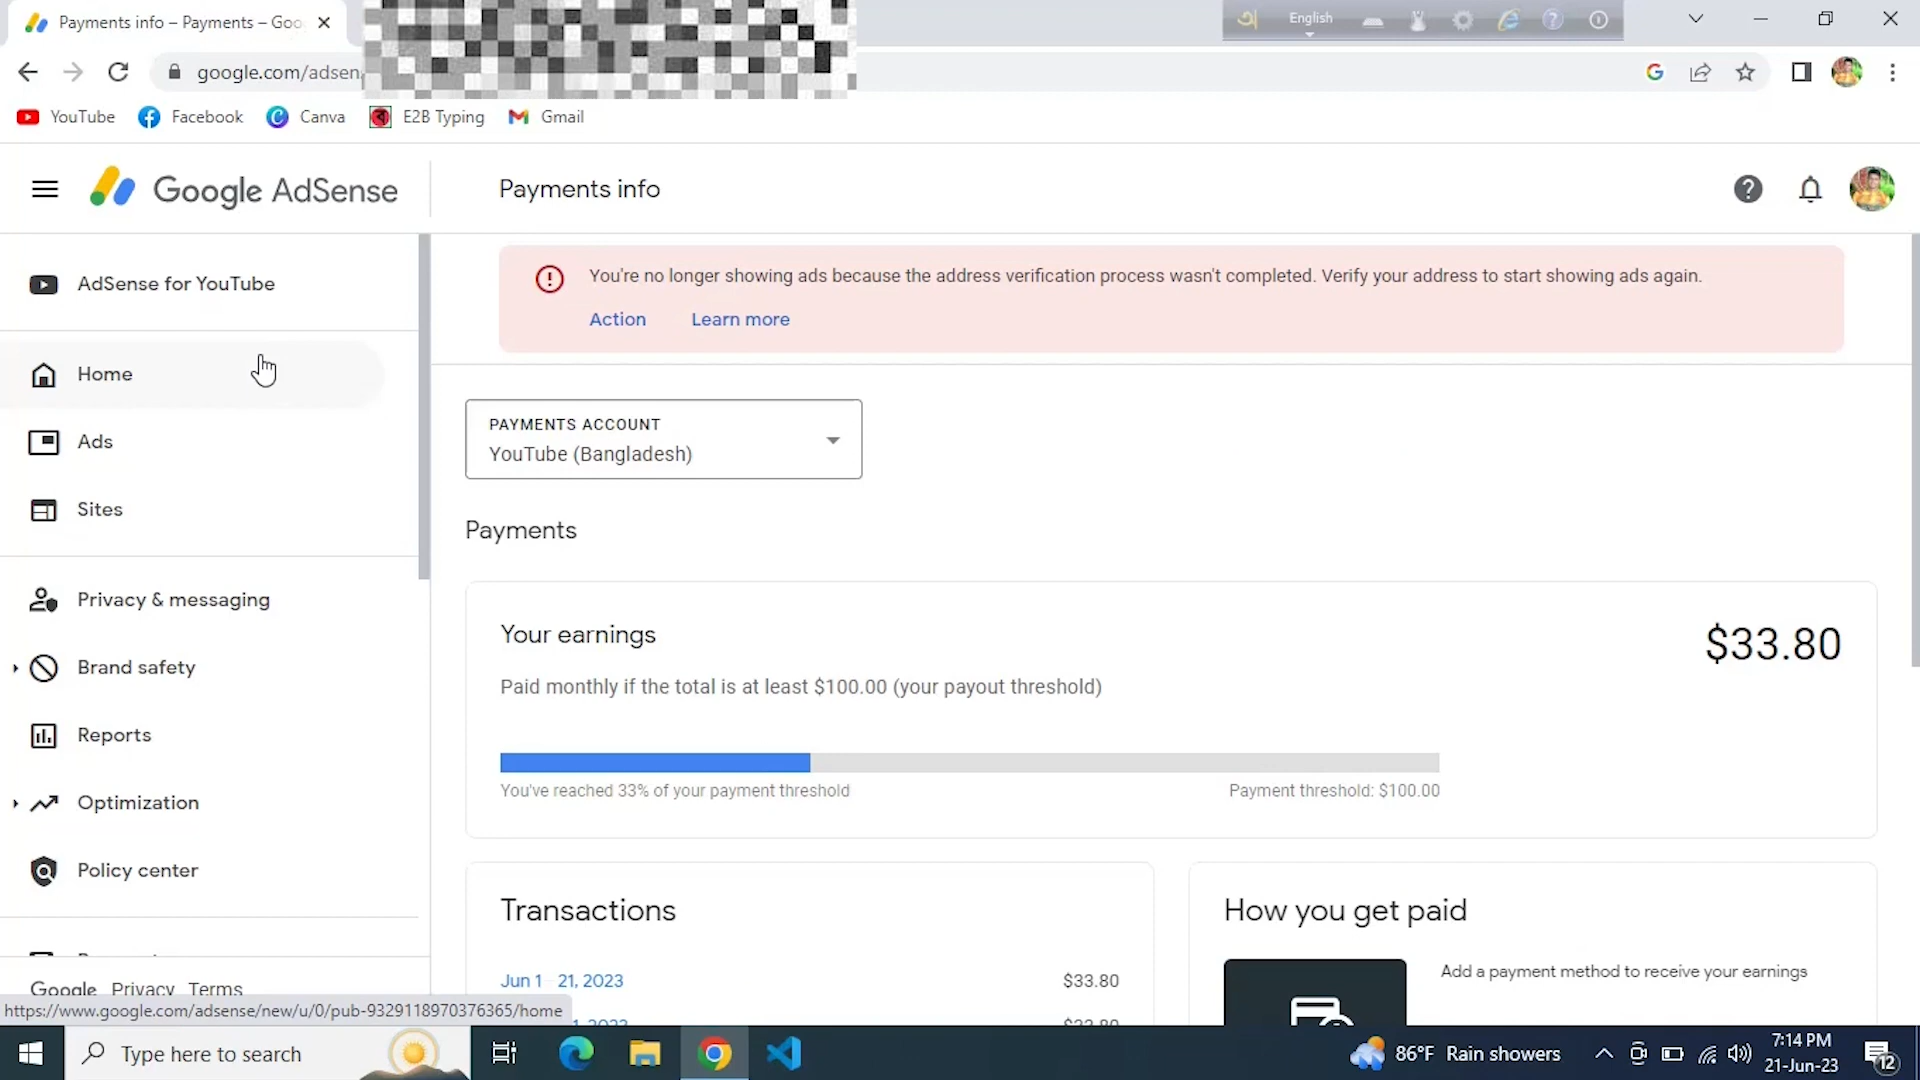 Payments info – Payments – Goo
English
google.com/adsen
YouTube
Facebook
Canva
E2B Typing
Gmail
Google AdSense
Payments info
AdSense for YouTube
Home
Ads
Sites
Privacy & messaging
Brand safety
Reports
Optimization
Policy center
Google Privacy Terms
https://www.google.com/adsense/new/u/0/pub-9329118970376365/home
You're no longer showing ads because the address verification process wasn't completed. Verify your address to start showing ads again.
Action Learn more
PAYMENTS ACCOUNT
YouTube (Bangladesh)
Payments
Your earnings
$33.80
Paid monthly if the total is at least $100.00 (your payout threshold)
You've reached 33% of your payment threshold
Payment threshold: $100.00
Transactions
Jun 1 – 21, 2023 $33.80
How you get paid
Add a payment method to receive your earnings
Type here to search
86°F Rain showers
7:14 PM
21-Jun-23
12